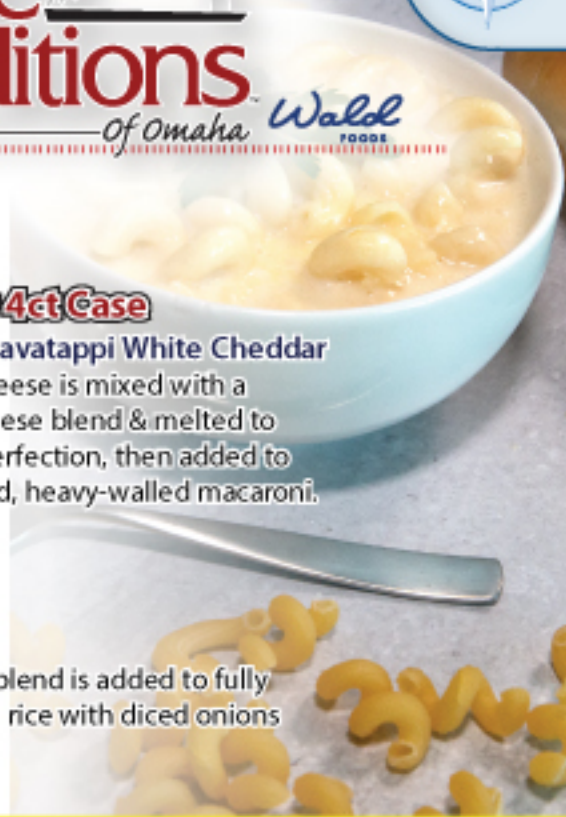 litions
Of Omaha
Wald
FOODS
4ct Case
avatappi White Cheddar
eese is mixed with a
ese blend & melted to
erfection, then added to
d, heavy-walled macaroni.
blend is added to fully
rice with diced onions